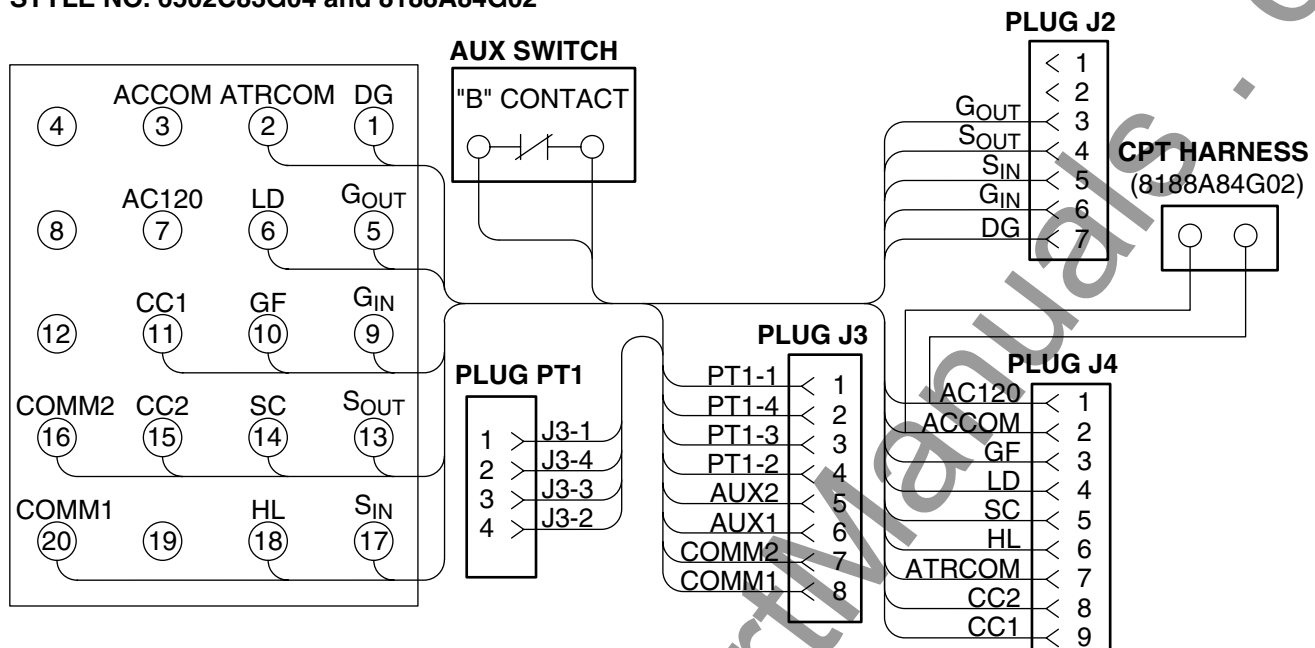 STYLE NO. 6502C83G04 and 8188A84G02
PLUG J2
AUX SWITCH
"B" CONTACT
ACCOM ATRCOM DG
4 3 2 1
AC120 LD GOUT
8 7 6 5
CC1 GF GIN
12 11 10 9
COMM2 CC2 SC SOUT
16 15 14 13
COMM1 HL SIN
20 19 18 17
1
2
GOUT 3
SOUT 4
SIN 5
GIN 6
DG 7
CPT HARNESS
(8188A84G02)
PLUG PT1
1 J3-1
2 J3-4
3 J3-3
4 J3-2
PLUG J3
PT1-1 1
PT1-4 2
PT1-3 3
PT1-2 4
AUX2 5
AUX1 6
COMM2 7
COMM1 8
PLUG J4
AC120 1
ACCOM 2
GF 3
LD 4
SC 5
HL 6
ATRCOM 7
CC2 8
CC1 9